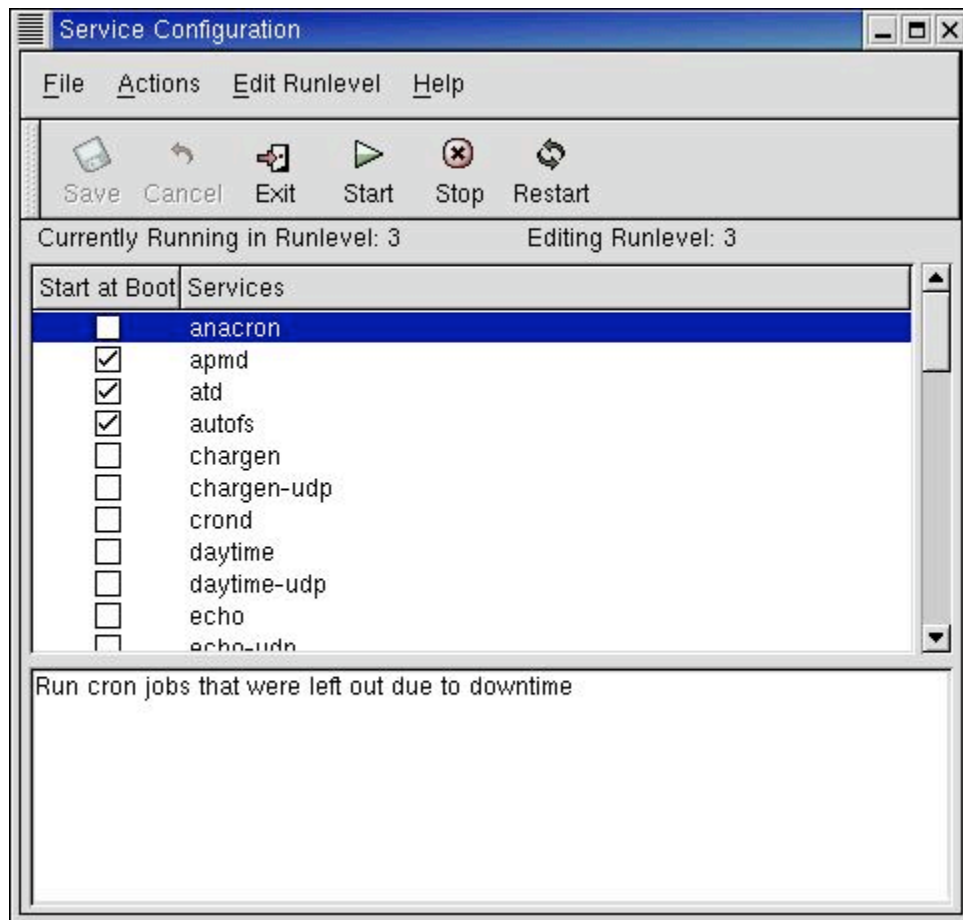 Service Configuration
File Actions Edit Runlevel Help
Save Cancel Exit Start Stop Restart
Currently Running in Runlevel: 3 Editing Runlevel: 3
Start at Boot Services
anacron
apmd
atd
autofs
chargen
chargen-udp
crond
daytime
daytime-udp
echo
echo-udp
Run cron jobs that were left out due to downtime